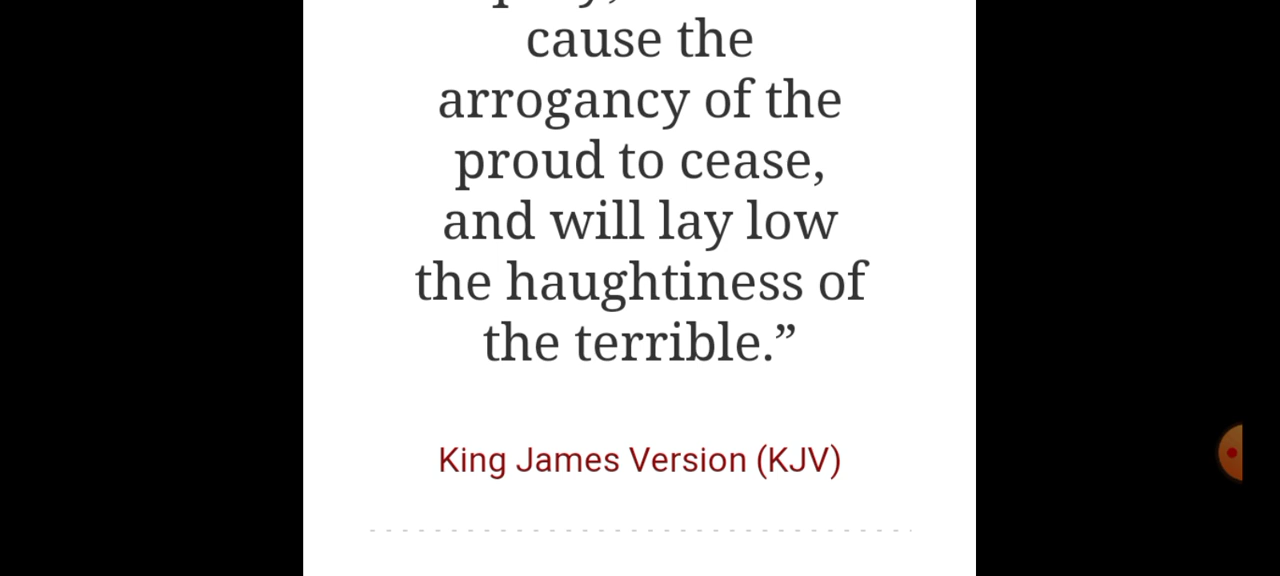 cause the
arrogancy of the
proud to cease,
and will lay low
the haughtiness of
the terrible.”
King James Version (KJV)